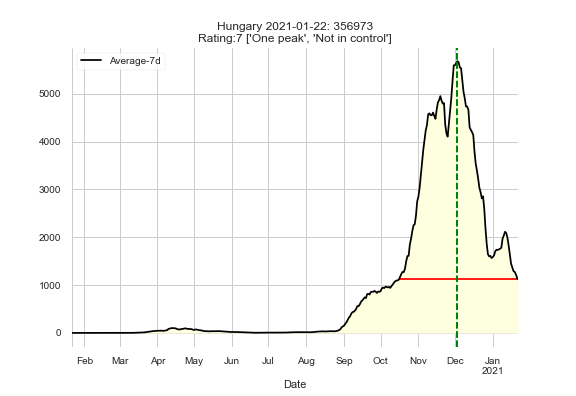 Hungary 2021-01-22: 356973
Rating:7 ['One peak', 'Not in control']
Average-7d
5000
4000
3000
2000
1000
0
Feb Mar Apr May Jun Jul Aug Sep Oct Nov Dec Jan
2021
Date